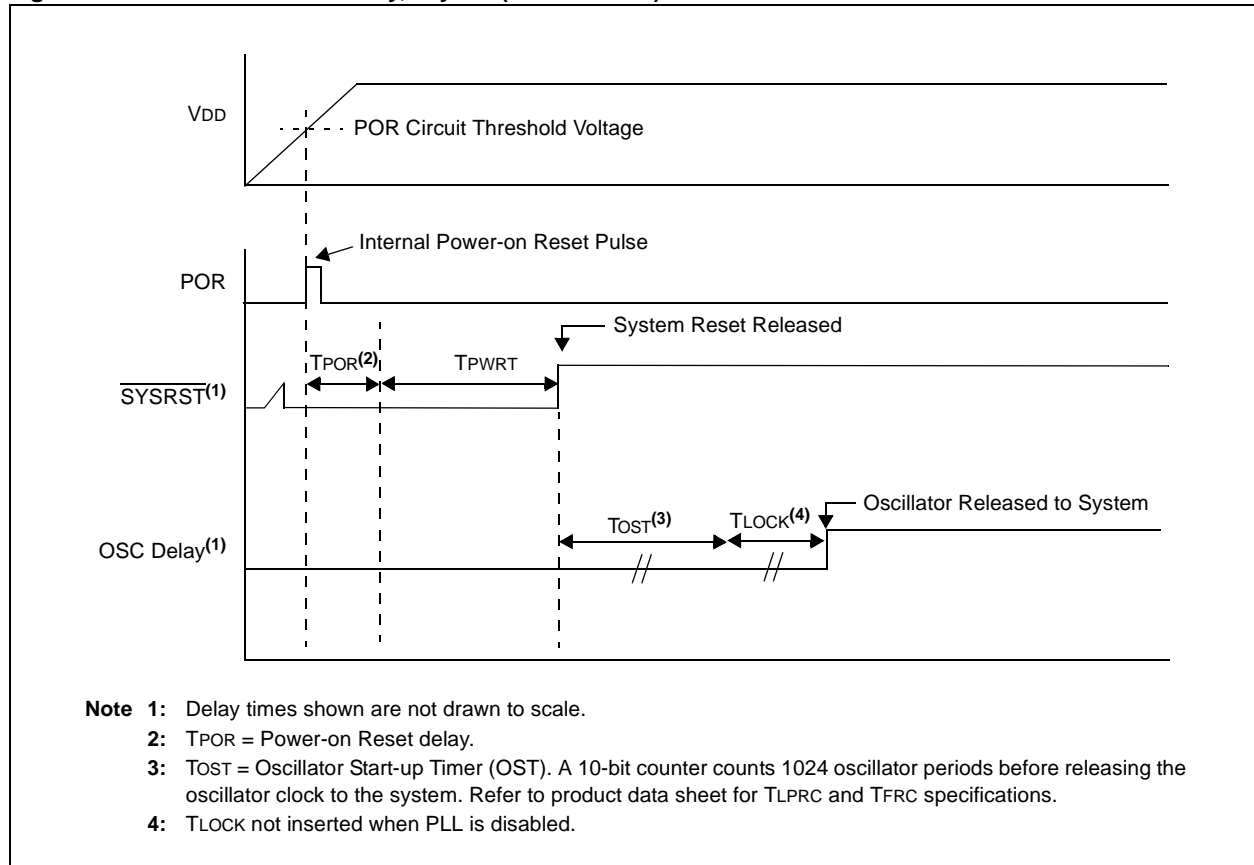 VDD
POR Circuit Threshold Voltage
Internal Power-on Reset Pulse
POR
System Reset Released
TPOR(2)
TPWRT
SYSRST(1)
Oscillator Released to System
TOST(3)
TLOCK(4)
OSC Delay(1)
Note 1: Delay times shown are not drawn to scale.
2: TPOR = Power-on Reset delay.
3: TOST = Oscillator Start-up Timer (OST). A 10-bit counter counts 1024 oscillator periods before releasing the
oscillator clock to the system. Refer to product data sheet for TLPRC and TFRC specifications.
4: TLOCK not inserted when PLL is disabled.